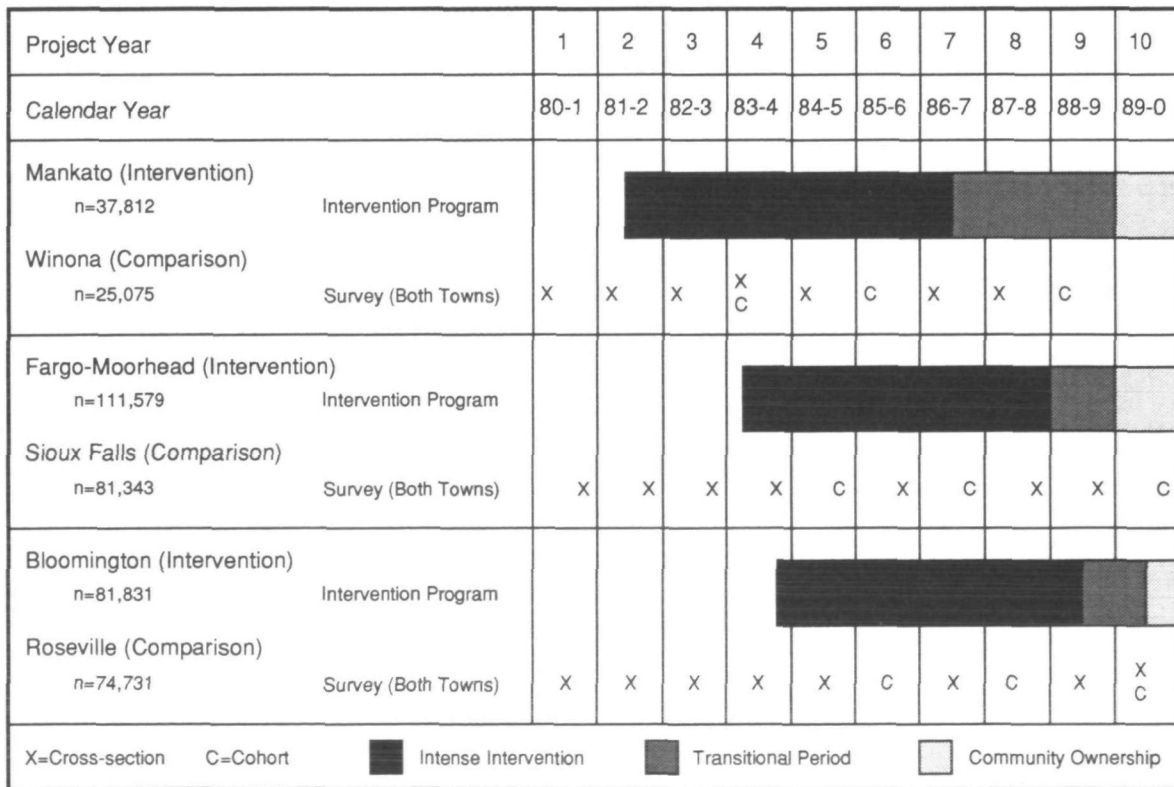 Project Year 1 2 3 4 5 6 7 8 9 10
Calendar Year 80-1 81-2 82-3 83-4 84-5 85-6 86-7 87-8 88-9 89-0
Mankato (Intervention)
n=37,812 Intervention Program
Winona (Comparison)
n=25,075 Survey (Both Towns) X X X X C X C X X C
Fargo-Moorhead (Intervention)
n=111,579 Intervention Program
Sioux Falls (Comparison)
n=81,343 Survey (Both Towns) X X X X C X C X X C
Bloomington (Intervention)
n=81,831 Intervention Program
Roseville (Comparison)
n=74,731 Survey (Both Towns) X X X X X C X C X X C
X=Cross-section C=Cohort Intense Intervention Transitional Period Community Ownership